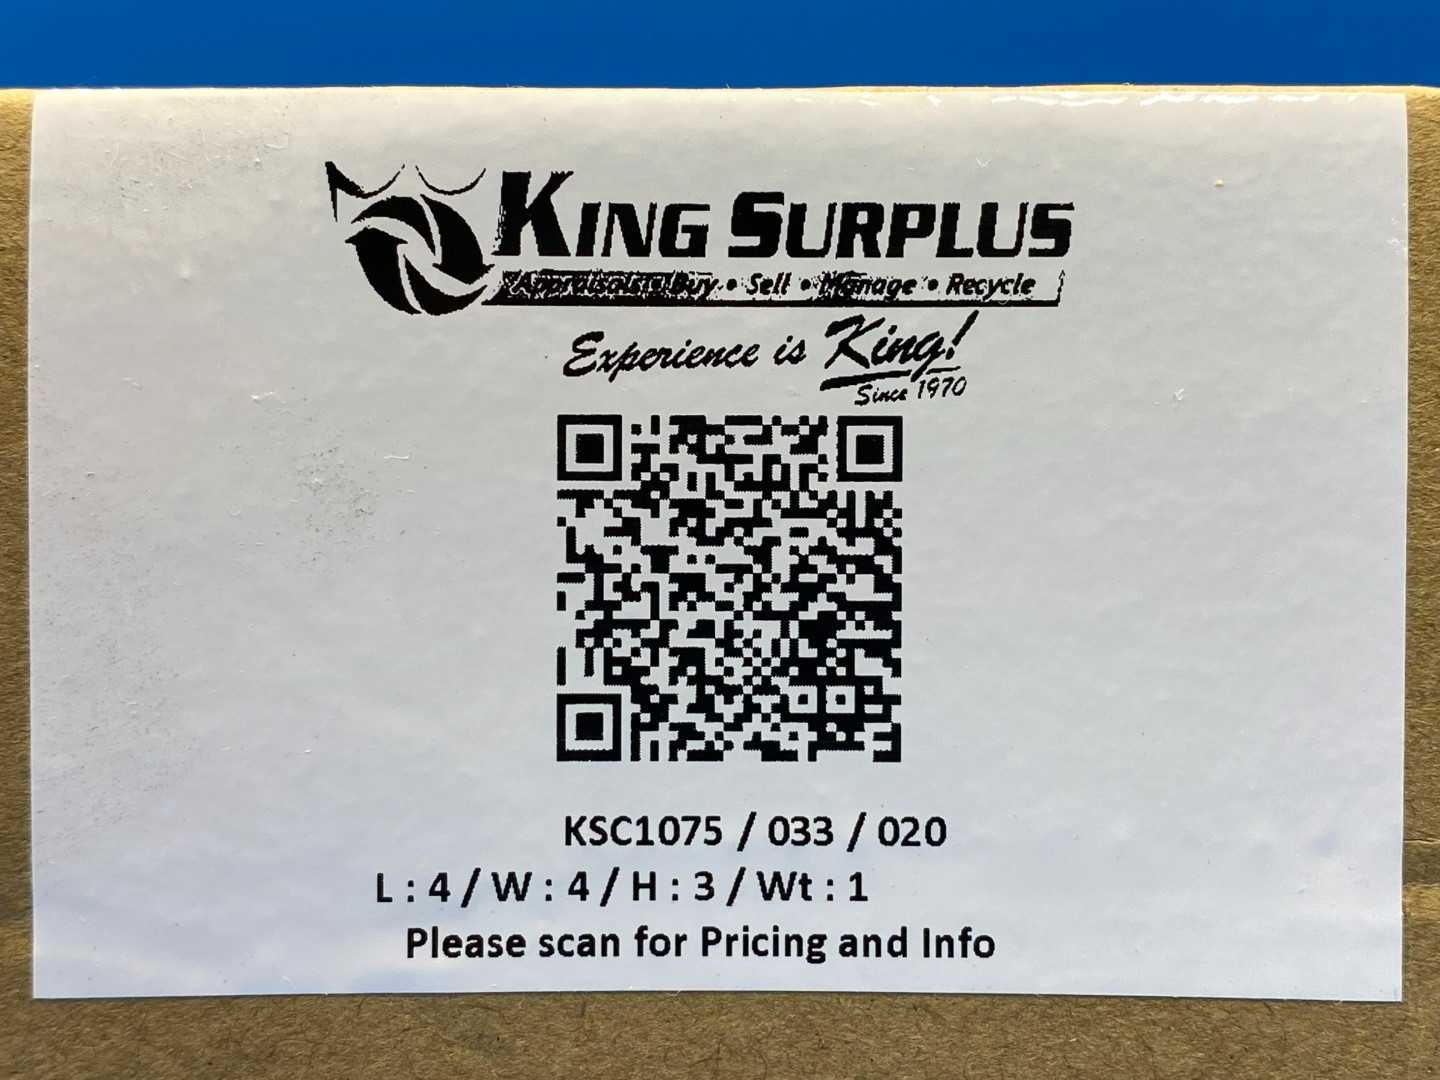 KING SURPLUS
Appraisals • Buy • Sell • Manage • Recycle
Experience is King!
Since 1970
KSC1075 / 033 / 020
L : 4 / W : 4 / H : 3 / Wt : 1
Please scan for Pricing and Info